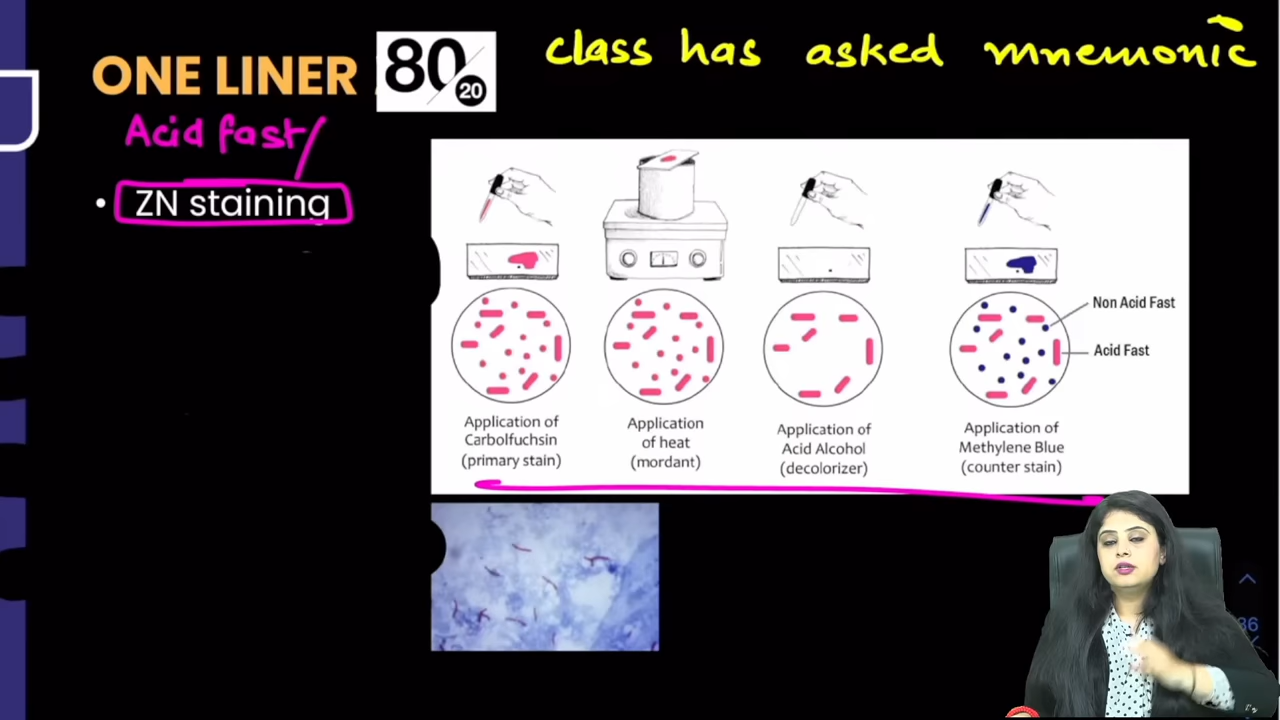 class has asked mnemonic
ONE LINER
80/20
Acid fast/
• ZN staining
Non Acid Fast
Acid Fast
Application of
Carbolfuchsin
(primary stain)
Application
of heat
(mordant)
Application of
Acid Alcohol
(decolorizer)
Application of
Methylene Blue
(counter stain)
36